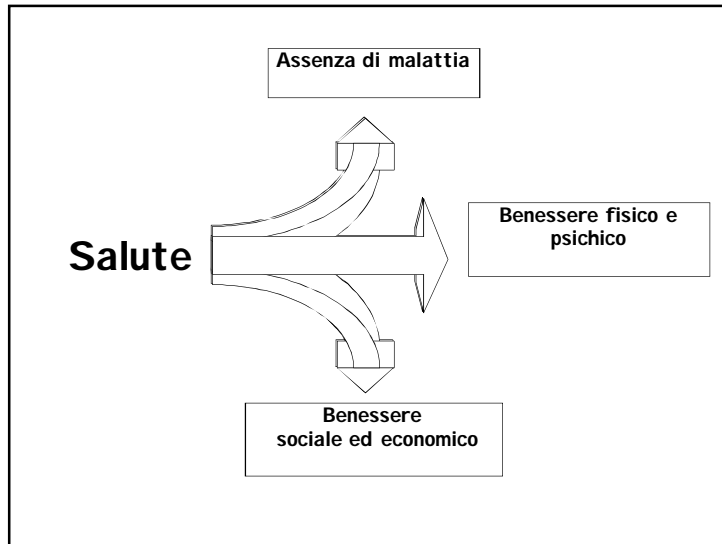 Assenza di malattia
Benessere fisico e
psichico
Salute
Benessere
sociale ed economico